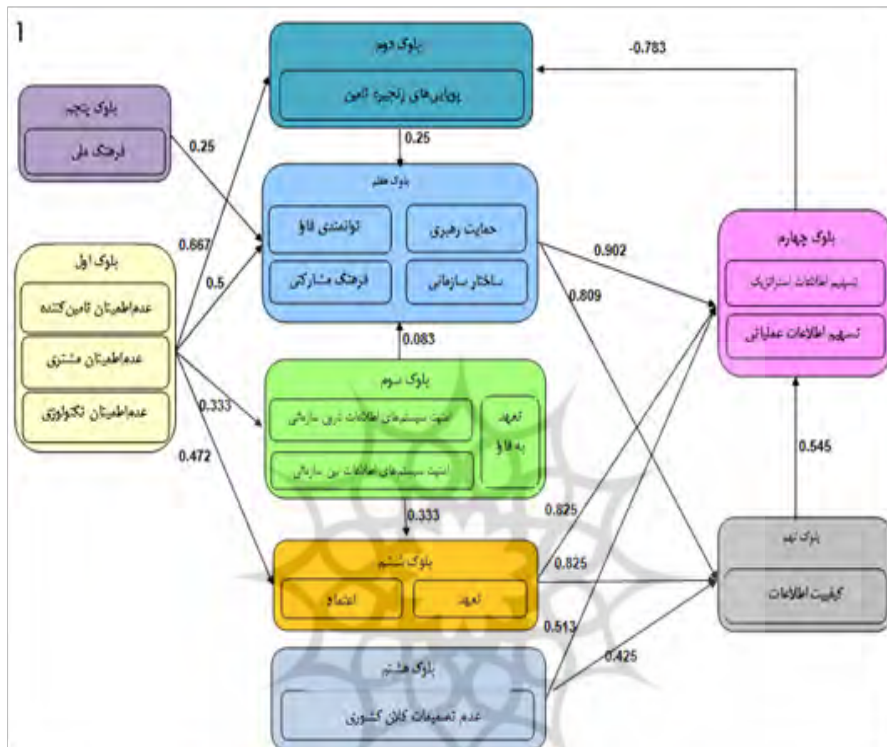 1
بلوک دوم
پویایی‌های زنجیره تامین
-0.783
بلوک پنجم
فرهنگ ملی
0.25
0.25
بلوک هفتم
توانمندی فاوا
حمایت رهبری
فرهنگ مشارکتی
ساختار سازمانی
0.667
0.5
0.902
0.809
بلوک چهارم
تسهیم اطلاعات استراتژیک
تسهیم اطلاعات عملیاتی
بلوک اول
عدم‌اطمینان تامین‌کننده
عدم‌اطمینان مشتری
عدم‌اطمینان تکنولوژی
0.083
0.333
0.472
بلوک سوم
امنیت سیستم‌های اطلاعات درون سازمانی
امنیت سیستم‌های اطلاعات بین سازمانی
تعهد
به فاوا
0.545
0.333
0.825
0.825
بلوک ششم
اعتماد
تعهد
بلوک نهم
کیفیت اطلاعات
0.513
0.425
بلوک هشتم
عدم تصمیمات کلان کشوری